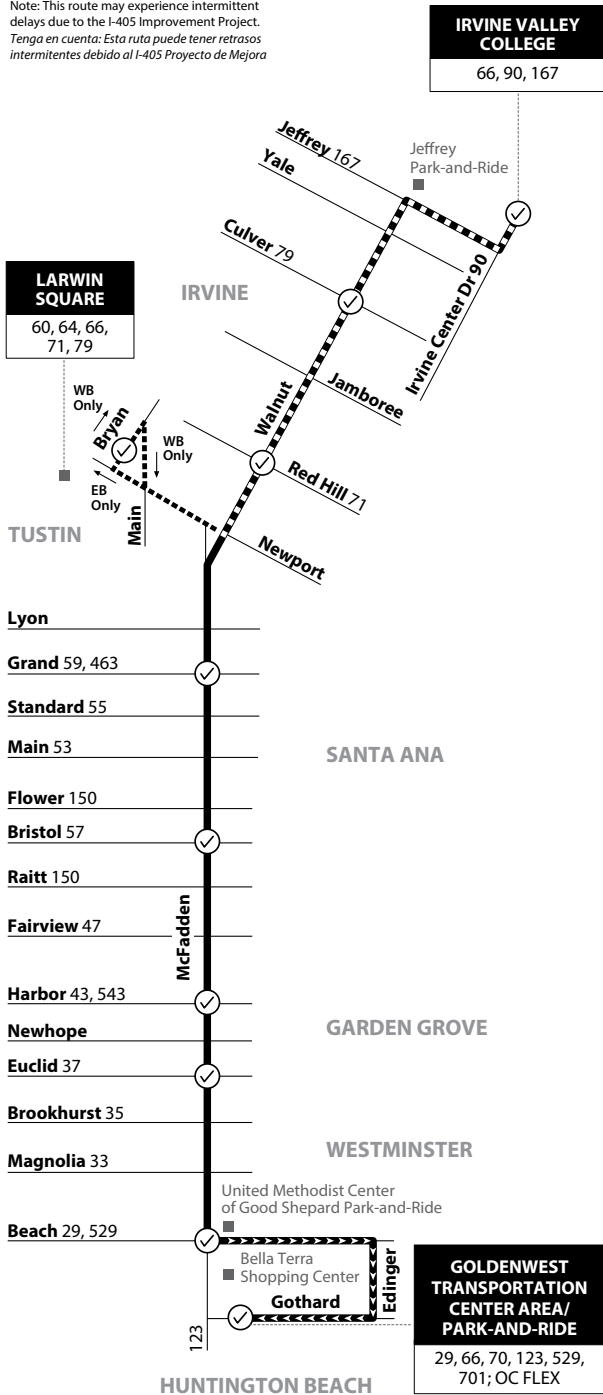 Note: This route may experience intermittent
delays due to the I-405 Improvement Project.
Tenga en cuenta: Esta ruta puede tener retrasos
intermitentes debido al I-405 Proyecto de Mejora
IRVINE VALLEY
COLLEGE
66, 90, 167
Jeffrey 167
Jeffrey
Park-and-Ride
Yale
Culver 79
Irvine Center Dr 90
IRVINE
LARWIN
SQUARE
60, 64, 66,
71, 79
Jamboree
Walnut
WB
Only
Bryan
WB
Only
Red Hill 71
EB
Only
Main
TUSTIN
Newport
Lyon
Grand 59, 463
Standard 55
Main 53
SANTA ANA
Flower 150
Bristol 57
Raitt 150
McFadden
Fairview 47
Harbor 43, 543
GARDEN GROVE
Newhope
Euclid 37
Brookhurst 35
WESTMINSTER
Magnolia 33
United Methodist Center
of Good Shepard Park-and-Ride
Beach 29, 529
Bella Terra
Shopping Center
Edinger
Gothard
123
GOLDENWEST
TRANSPORTATION
CENTER AREA/
PARK-AND-RIDE
29, 66, 70, 123, 529,
701; OC FLEX
HUNTINGTON BEACH